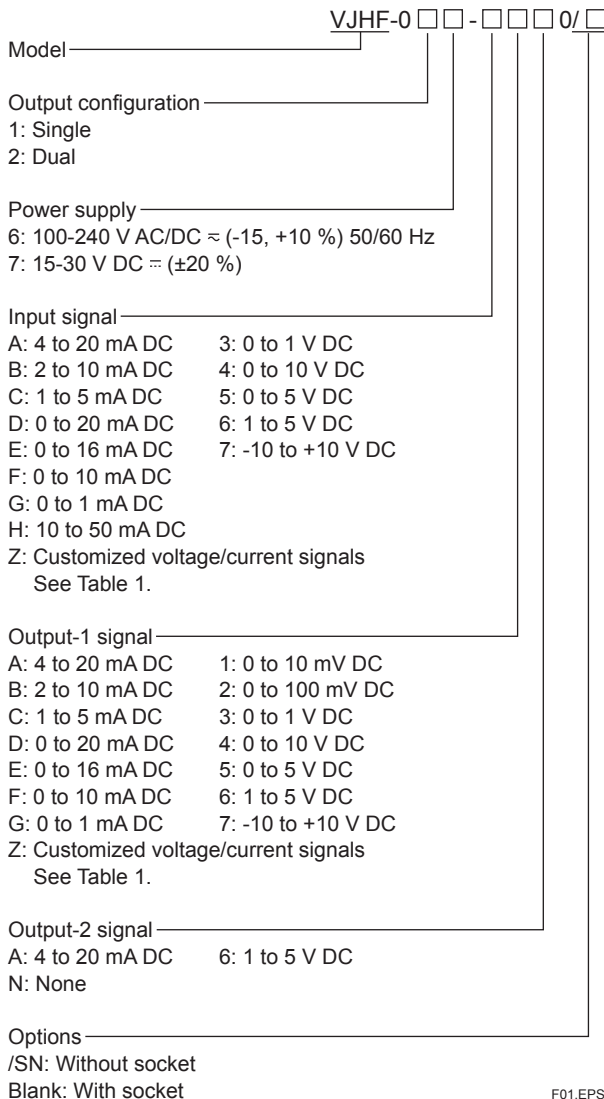 VJHF-0 □ □ - □ □ □ 0/ □
Model
Output configuration
1: Single
2: Dual
Power supply
6: 100-240 V AC/DC ≂ (-15, +10 %) 50/60 Hz
7: 15-30 V DC ⎓ (±20 %)
Input signal
A: 4 to 20 mA DC 3: 0 to 1 V DC
B: 2 to 10 mA DC 4: 0 to 10 V DC
C: 1 to 5 mA DC 5: 0 to 5 V DC
D: 0 to 20 mA DC 6: 1 to 5 V DC
E: 0 to 16 mA DC 7: -10 to +10 V DC
F: 0 to 10 mA DC
G: 0 to 1 mA DC
H: 10 to 50 mA DC
Z: Customized voltage/current signals
See Table 1.
Output-1 signal
A: 4 to 20 mA DC 1: 0 to 10 mV DC
B: 2 to 10 mA DC 2: 0 to 100 mV DC
C: 1 to 5 mA DC 3: 0 to 1 V DC
D: 0 to 20 mA DC 4: 0 to 10 V DC
E: 0 to 16 mA DC 5: 0 to 5 V DC
F: 0 to 10 mA DC 6: 1 to 5 V DC
G: 0 to 1 mA DC 7: -10 to +10 V DC
Z: Customized voltage/current signals
See Table 1.
Output-2 signal
A: 4 to 20 mA DC 6: 1 to 5 V DC
N: None
Options
/SN: Without socket
Blank: With socket
F01.EPS